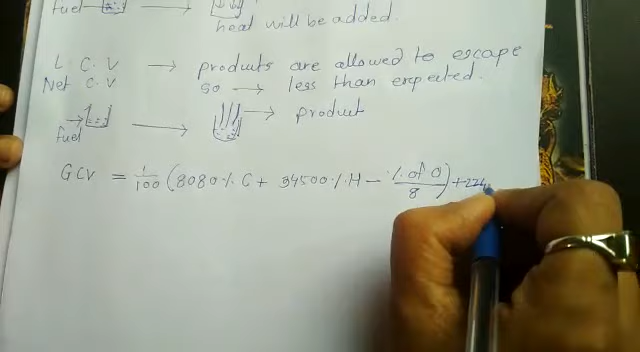 fuel →
heat will be added.
L. C. V → products are allowed to escape
Net C. V so → less than expected.
→ product
fuel
GCV = 1/100 (8080 % C + 34500 % H - % of O / 8) + 224